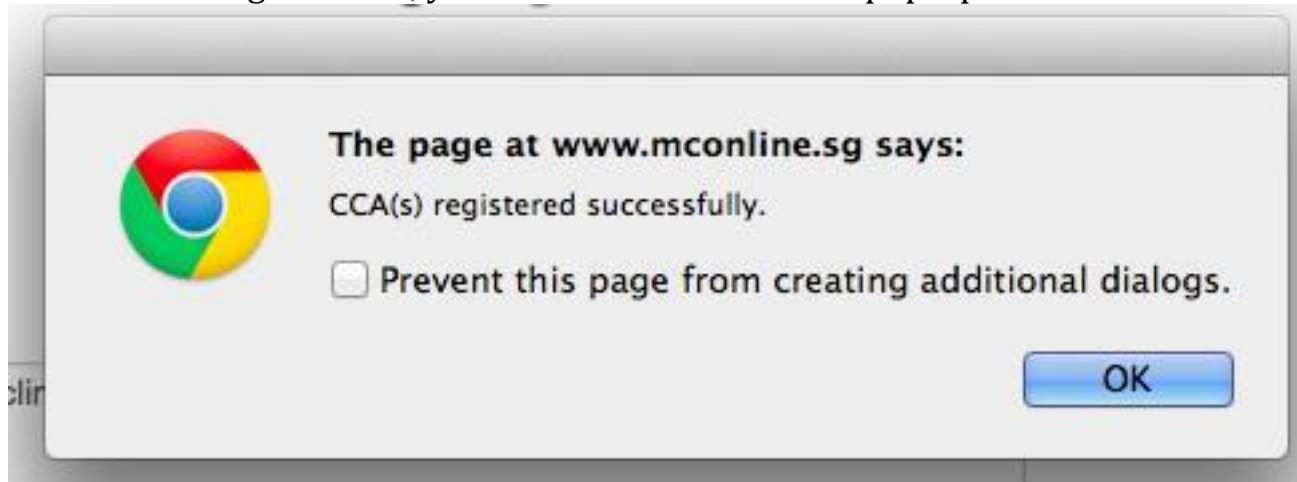 The page at www.mconline.sg says:
CCA(s) registered successfully.
Prevent this page from creating additional dialogs.
OK